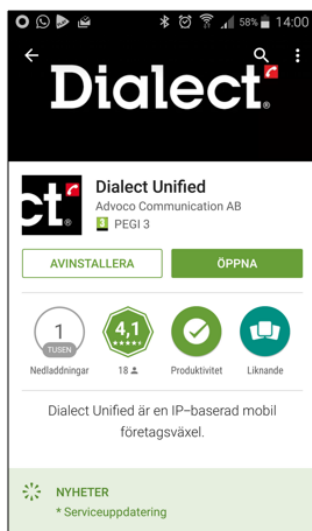 58% 14:00
Dialect®
ct®
Dialect Unified
Advoco Communication AB
3 PEGI 3
AVINSTALLERA
ÖPPNA
1
TUSEN
4,1
Nedladdningar
18
Produktivitet
Liknande
Dialect Unified är en IP-baserad mobil
företagsväxel.
NYHETER
* Serviceuppdatering